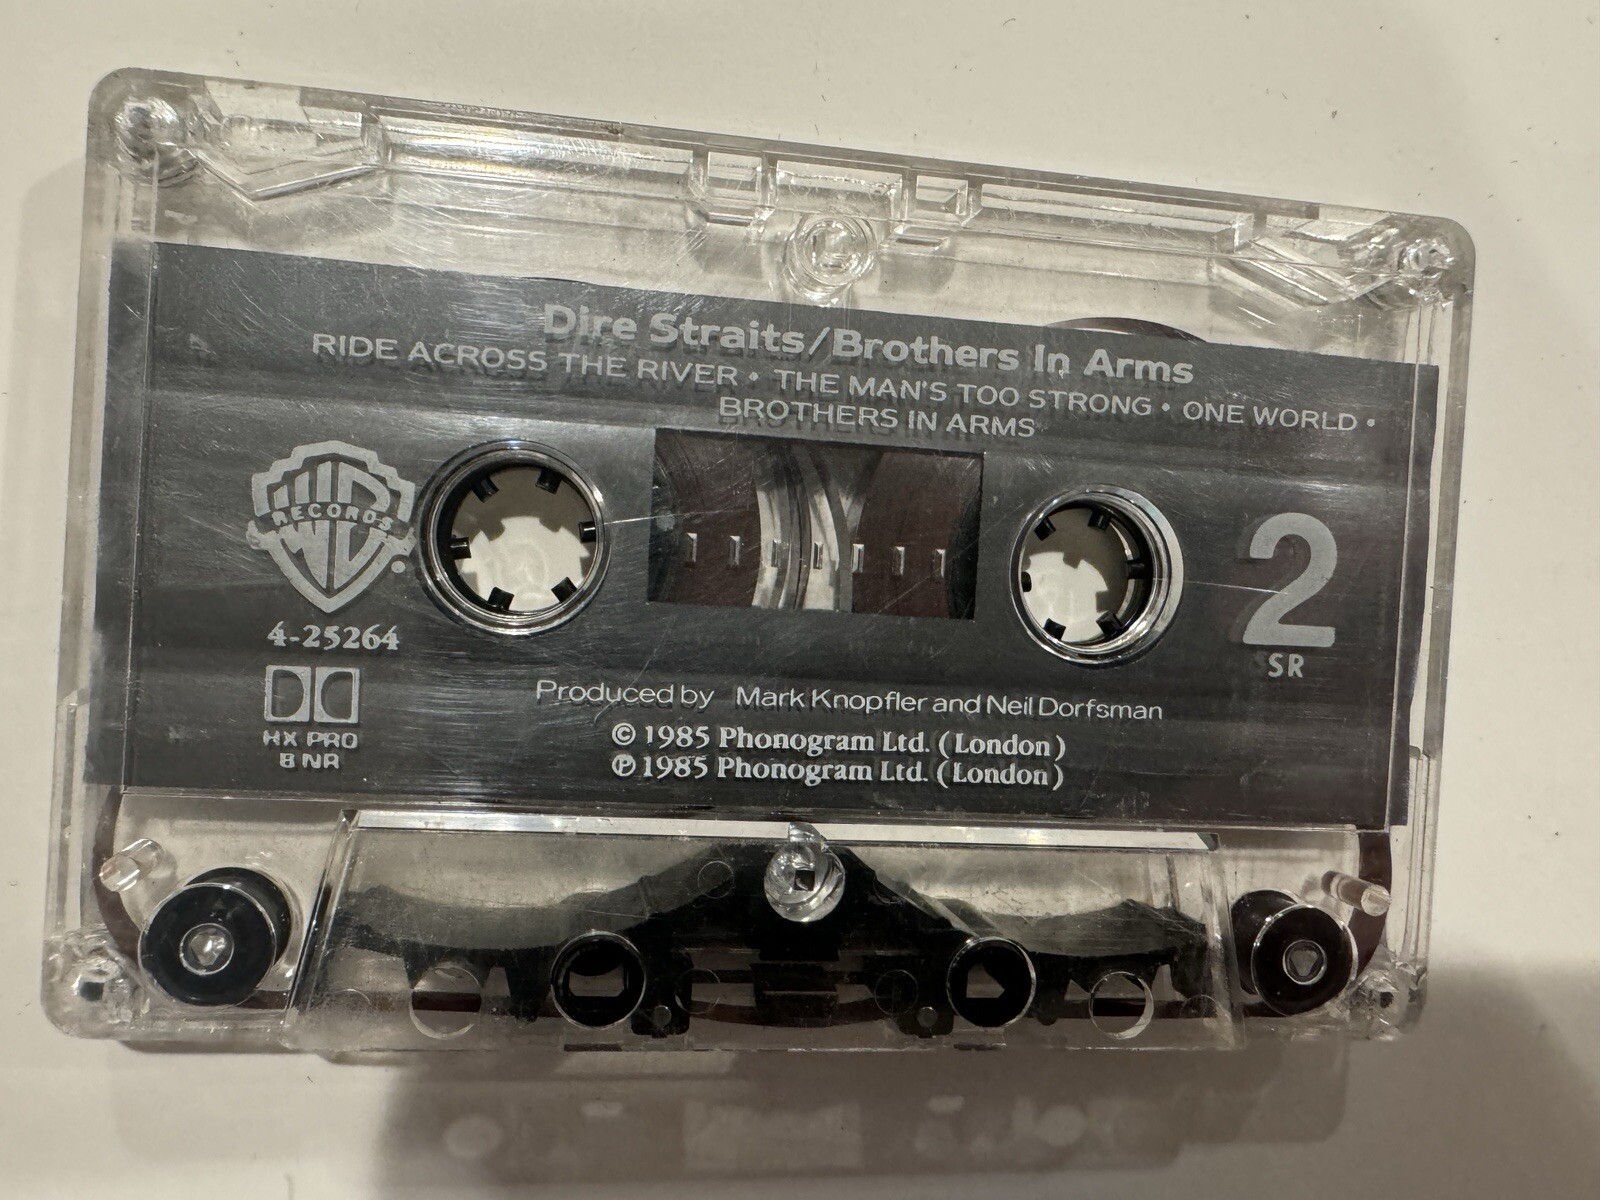 Dire Straits/Brothers In Arms
RIDE ACROSS THE RIVER • THE MAN'S TOO STRONG • ONE WORLD •
BROTHERS IN ARMS
RECORDS
4-25264
HX PRO
B NR
2
SR
Produced by Mark Knopfler and Neil Dorfsman
© 1985 Phonogram Ltd. (London)
℗ 1985 Phonogram Ltd. (London)